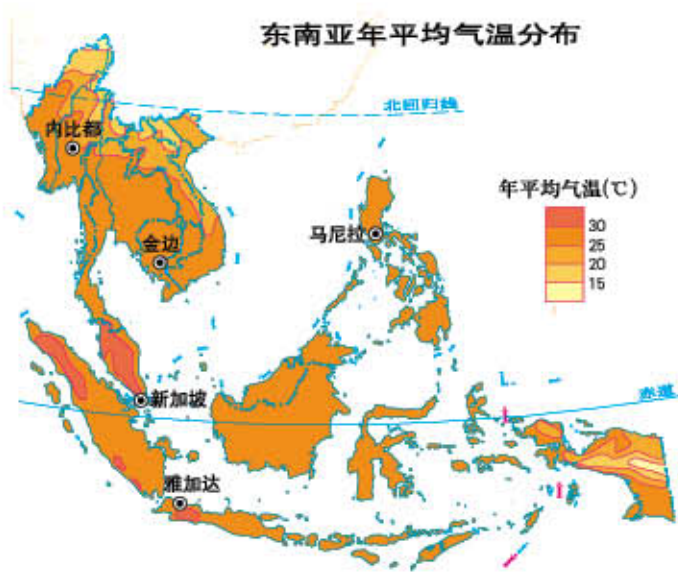 东南亚年平均气温分布
北回归线
内比都
年平均气温(℃)
30
25
20
15
马尼拉
金边
赤道
新加坡
雅加达